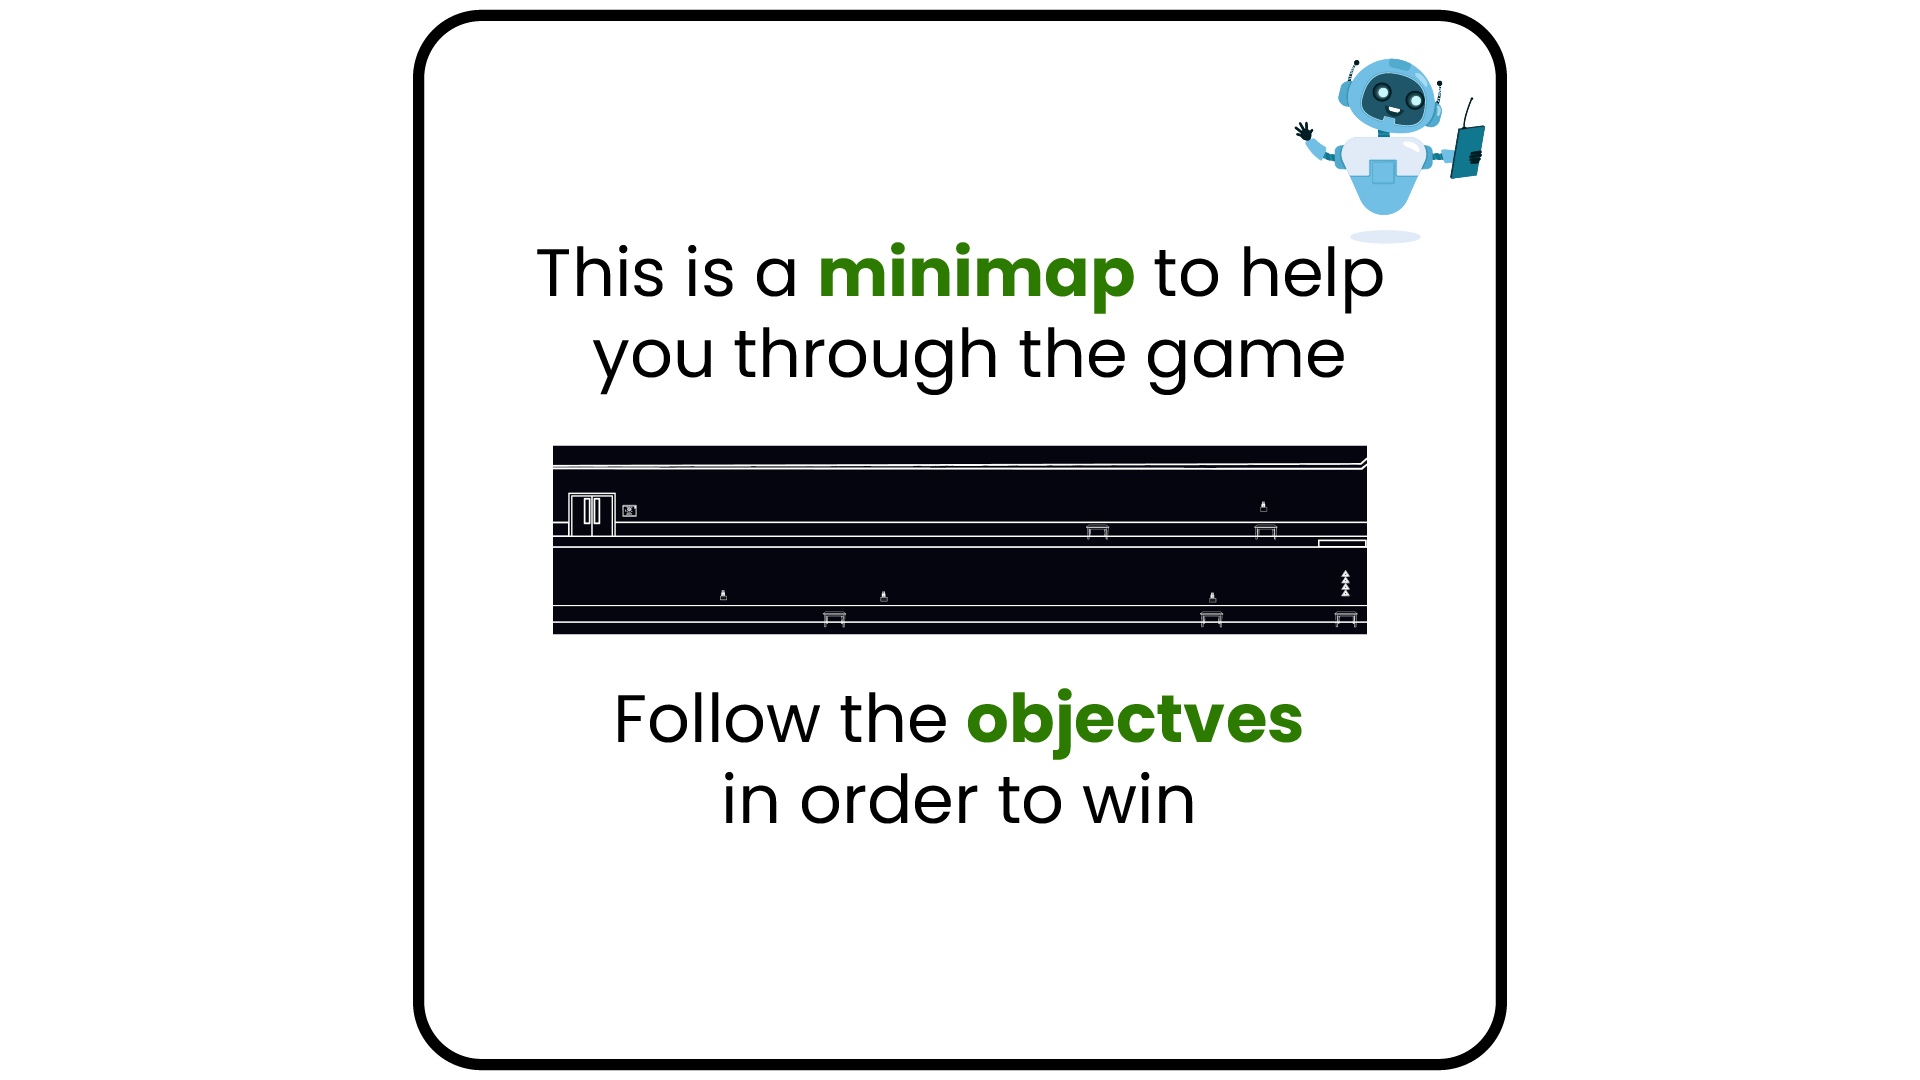 This is a minimap to help
you through the game
Follow the objectves
in order to win